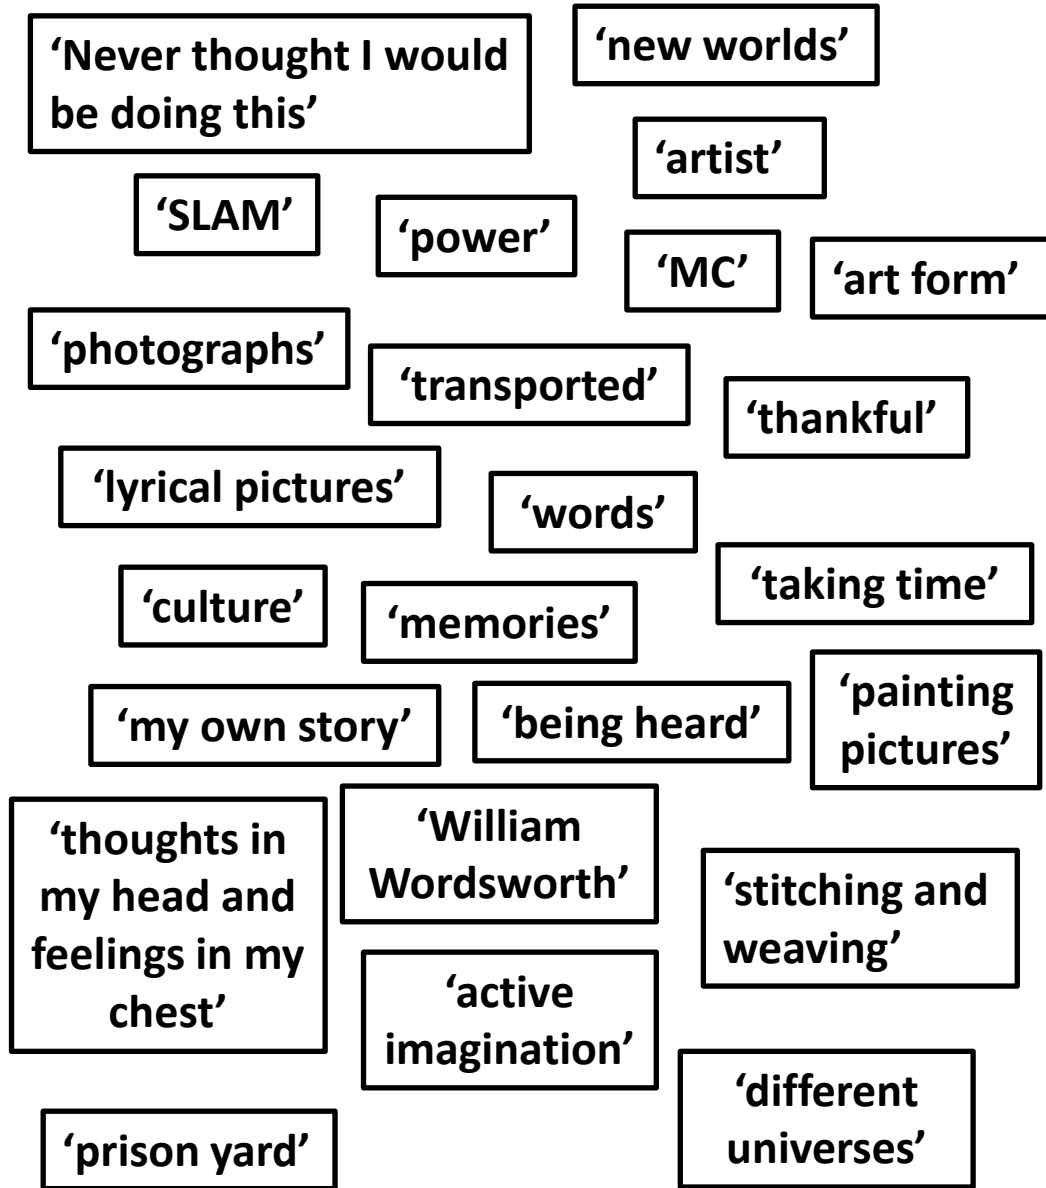 ‘Never thought I would
be doing this’
‘new worlds’
‘artist’
‘SLAM’
‘power’
‘MC’
‘art form’
‘photographs’
‘transported’
‘thankful’
‘lyrical pictures’
‘words’
‘taking time’
‘culture’
‘memories’
‘my own story’
‘being heard’
‘painting
pictures’
‘thoughts in
my head and
feelings in my
chest’
‘William
Wordsworth’
‘stitching and
weaving’
‘active
imagination’
‘different
universes’
‘prison yard’